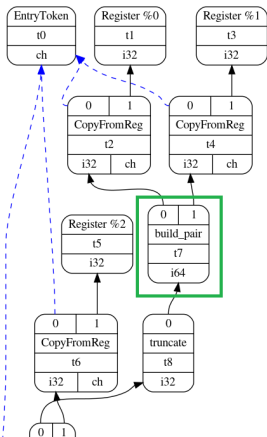 EntryToken
t0
ch
Register %0
t1
i32
Register %1
t3
i32
0 1
CopyFromReg
t2
i32 ch
0 1
CopyFromReg
t4
i32 ch
0 1
build_pair
t7
i64
Register %2
t5
i32
0 1
CopyFromReg
t6
i32 ch
0
truncate
t8
i32
0 1